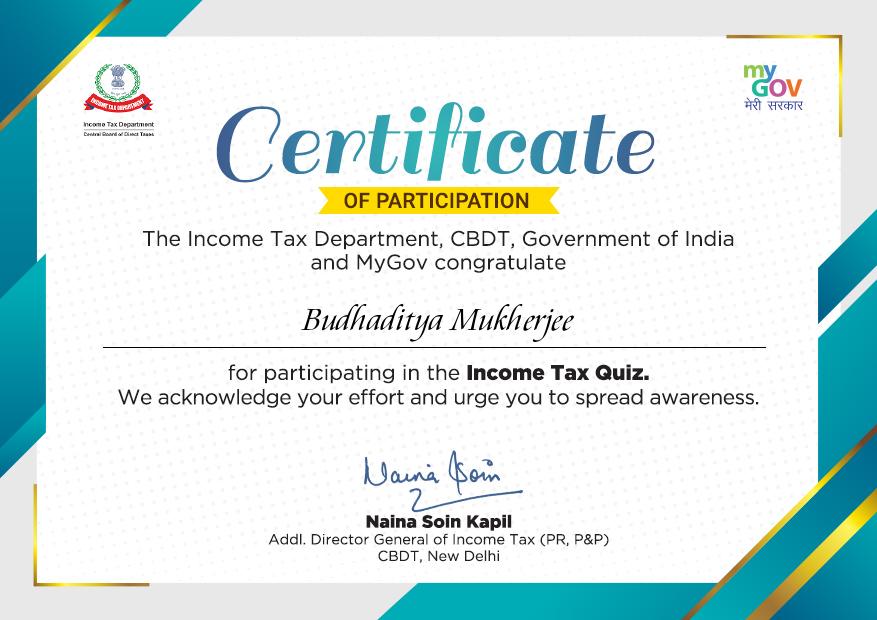 INCOME TAX DEPARTMENT
Income Tax Department
Central Board of Direct Taxes
my
GOV
मेरी सरकार
Certificate
OF PARTICIPATION
The Income Tax Department, CBDT, Government of India
and MyGov congratulate
Budhaditya Mukherjee
for participating in the Income Tax Quiz.
We acknowledge your effort and urge you to spread awareness.
Naina Soin
Naina Soin Kapil
Addl. Director General of Income Tax (PR, P&P)
CBDT, New Delhi